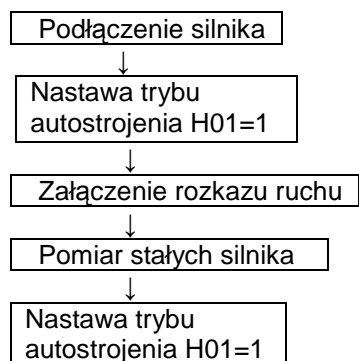 Podłączenie silnika
↓
Nastawa trybu
autostrojenia H01=1
↓
Załączenie rozkazu ruchu
↓
Pomiar stałych silnika
↓
Nastawa trybu
autostrojenia H01=1